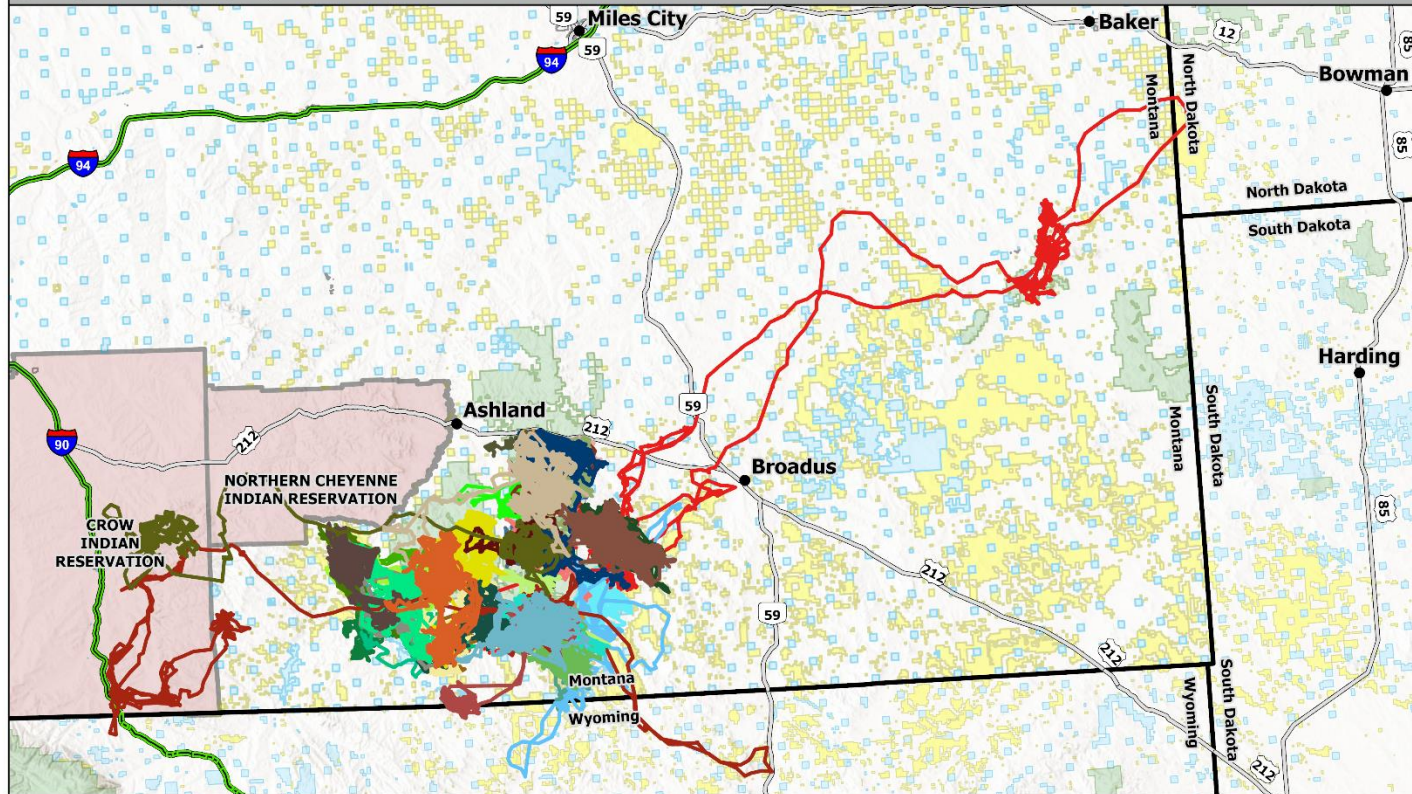 59
Miles City
59
94
Baker
12
85
Bowman
Montana
North Dakota
85
94
North Dakota
South Dakota
Harding
59
Ashland
212
212
90
212
Broadus
South Dakota
Montana
NORTHERN CHEYENNE
INDIAN RESERVATION
CROW
INDIAN
RESERVATION
85
212
59
212
Montana
Wyoming
South Dakota
Wyoming
212